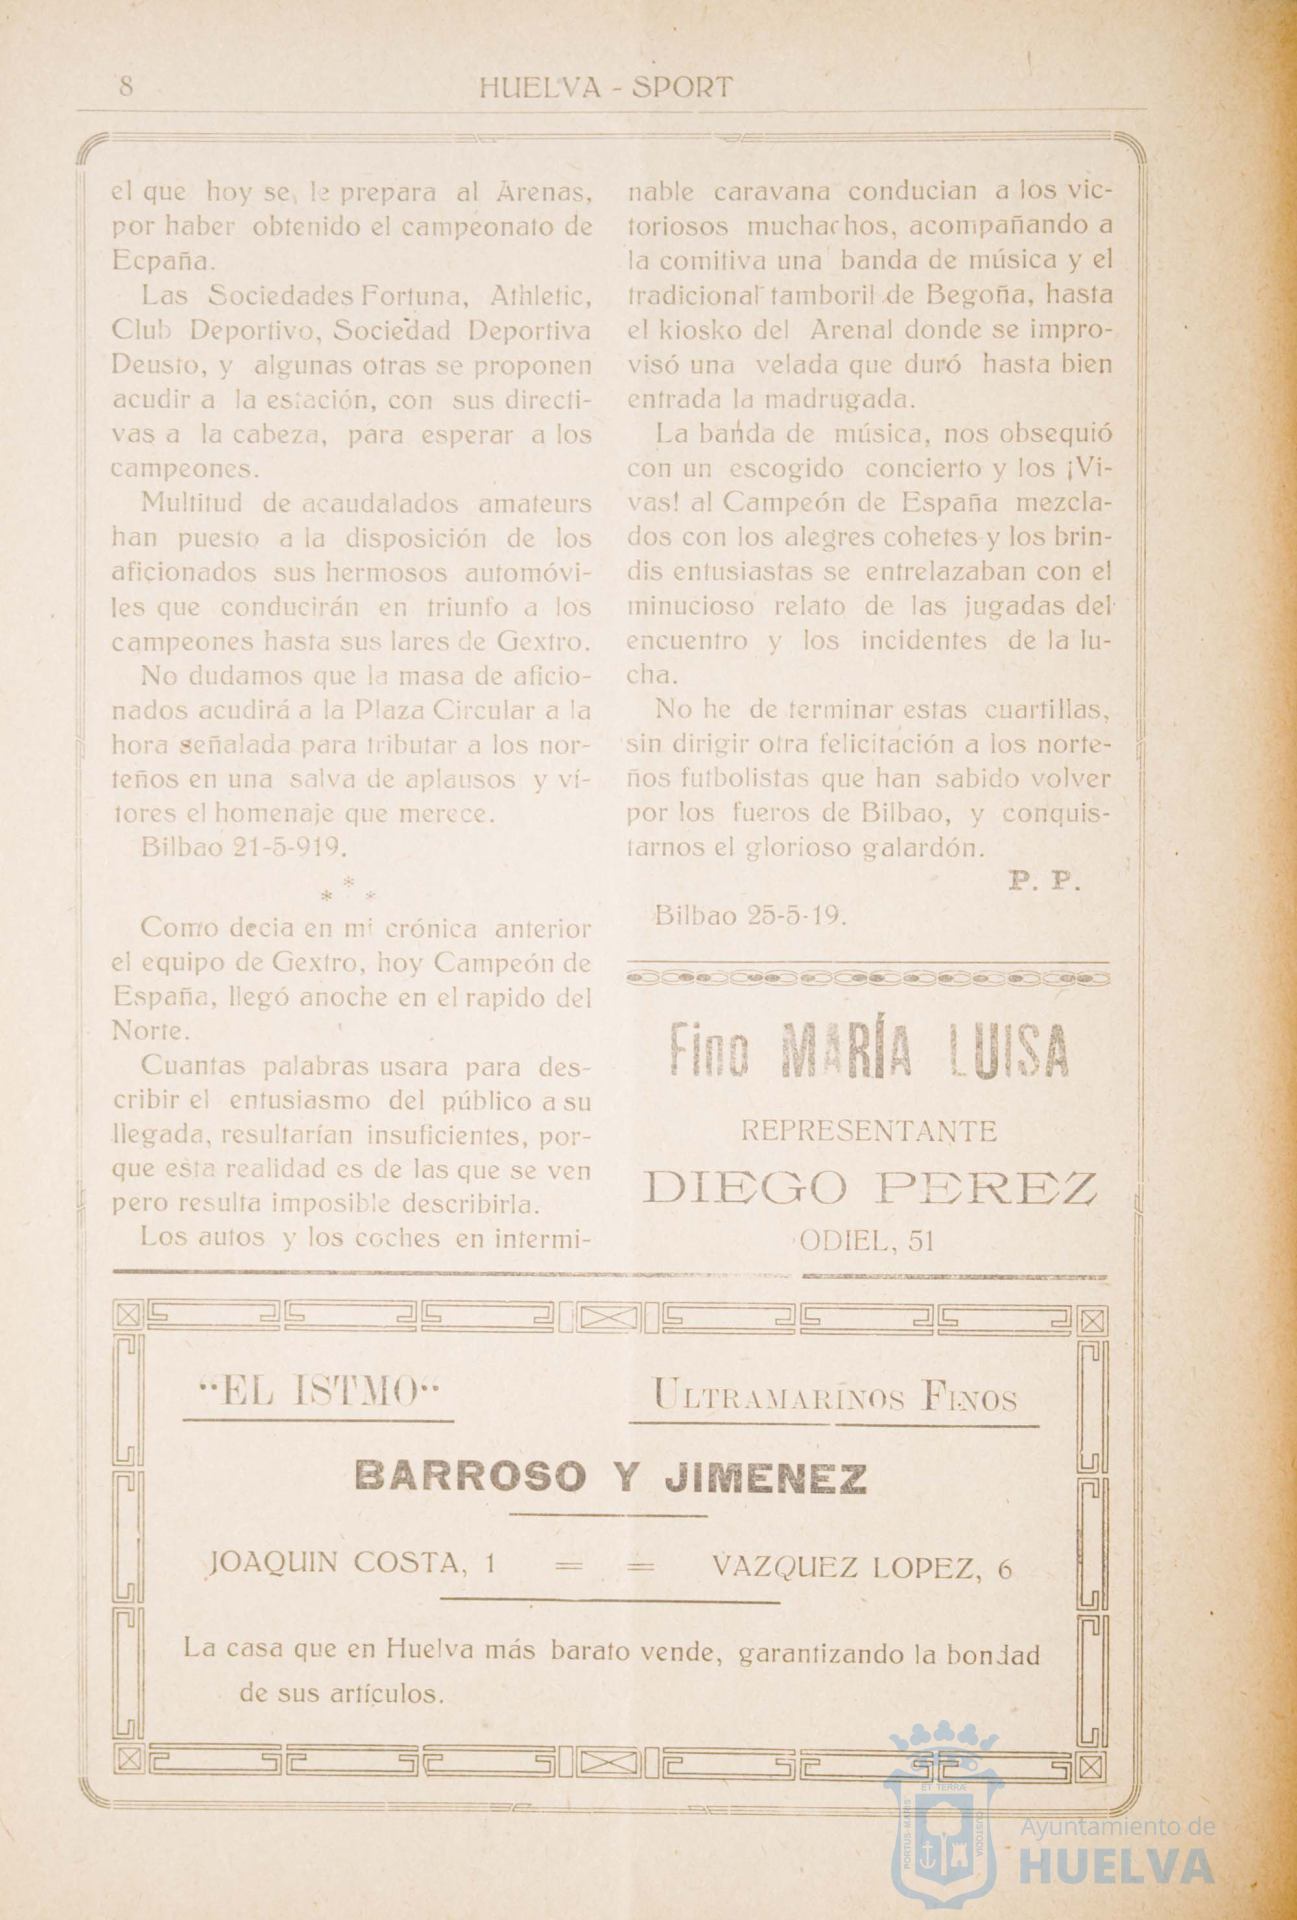 8
HUELVA - SPORT
el que hoy se, le prepara al Arenas,
por haber obtenido el campeonato de
Ecpaña.
Las Sociedades Fortuna, Athletic,
Club Deportivo, Sociedad Deportiva
Deusto, y algunas otras se proponen
acudir a la estación, con sus directi-
vas a la cabeza, para esperar a los
campeones.
Multitud de acaudalados amateurs
han puesto a la disposición de los
aficionados sus hermosos automóvi-
les que conducirán en triunfo a los
campeones hasta sus lares de Gextro.
No dudamos que la masa de aficio-
nados acudirá a la Plaza Circular a la
hora señalada para tributar a los nor-
teños en una salva de aplausos y ví-
tores el homenaje que merece.
Bilbao 21-5-919.
* * *
Como decia en mi crónica anterior
el equipo de Gextro, hoy Campeón de
España, llegó anoche en el rapido del
Norte.
Cuantas palabras usara para des-
cribir el entusiasmo del público a su
llegada, resultarían insuficientes, por-
que esta realidad es de las que se ven
pero resulta imposible describirla.
Los autos y los coches en intermi-
nable caravana conducian a los vic-
toriosos muchachos, acompañando a
la comitiva una banda de música y el
tradicional tamboril de Begoña, hasta
el kiosko del Arenal donde se impro-
visó una velada que duró hasta bien
entrada la madrugada.
La banda de música, nos obsequió
con un escogido concierto y los ¡Vi-
vas! al Campeón de España mezcla-
dos con los alegres cohetes y los brin-
dis entusiastas se entrelazaban con el
minucioso relato de las jugadas del
encuentro y los incidentes de la lu-
cha.
No he de terminar estas cuartillas,
sin dirigir otra felicitación a los norte-
ños futbolistas que han sabido volver
por los fueros de Bilbao, y conquis-
tarnos el glorioso galardón.
P. P.
Bilbao 25-5-19.
Fino MARÍA LUISA
REPRESENTANTE
DIEGO PEREZ
ODIEL, 51
"EL ISTMO"
ULTRAMARINOS FINOS
BARROSO Y JIMENEZ
JOAQUIN COSTA, 1 = = VAZQUEZ LOPEZ, 6
La casa que en Huelva más barato vende, garantizando la bondad
de sus artículos.
PORTUS MARIS
ET TERRÆ
CUSTODIA
Ayuntamiento de
HUELVA